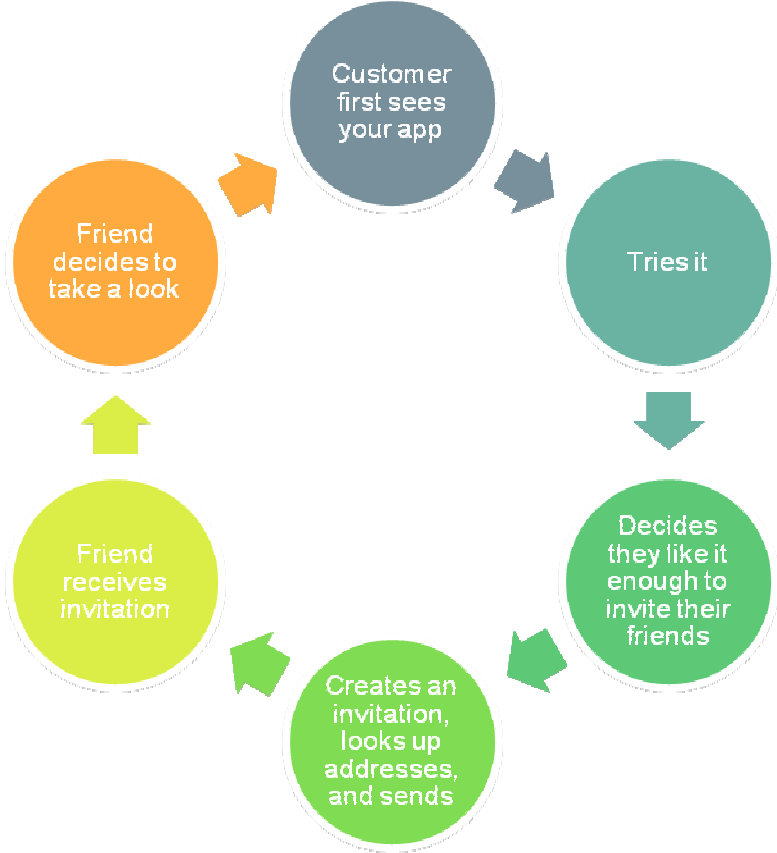 Customer
first sees
your app
Tries it
Decides
they like it
enough to
invite their
friends
Creates an
invitation,
looks up
addresses,
and sends
Friend
receives
invitation
Friend
decides to
take a look